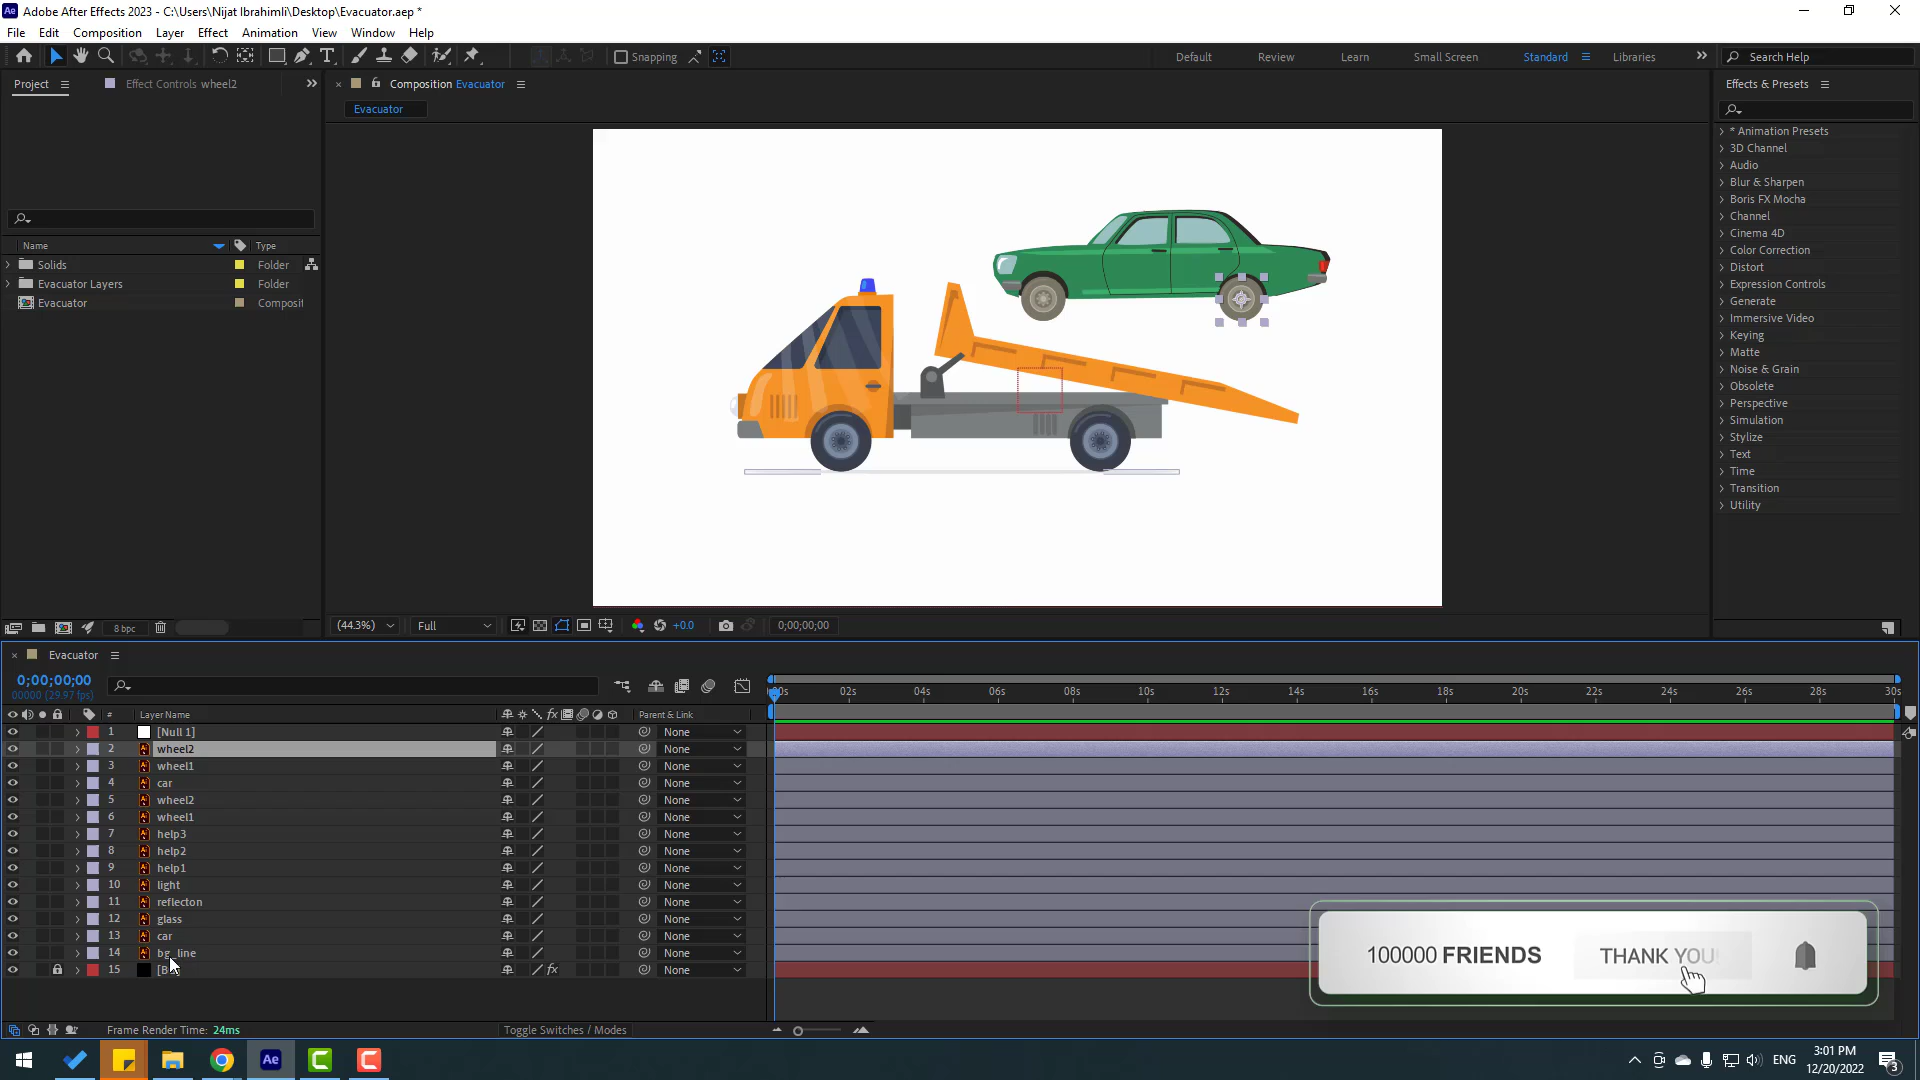 Adobe After Effects 2023 - C:\Users\Nijat Ibrahimli\Desktop\Evacuator.aep *
File Edit Composition Layer Effect Animation View Window Help
Snapping Default Review Learn Small Screen Standard Libraries Search Help
Project Effect Controls wheel2
Composition Evacuator
Evacuator
Effects & Presets
* Animation Presets
3D Channel
Audio
Blur & Sharpen
Boris FX Mocha
Channel
Cinema 4D
Color Correction
Distort
Expression Controls
Generate
Immersive Video
Keying
Matte
Noise & Grain
Obsolete
Perspective
Simulation
Stylize
Text
Time
Transition
Utility
Name Type
Solids Folder
Evacuator Layers Folder
Evacuator Composit
8 bpc
(44.3%) Full +0.0 0;00;00;00
Evacuator
0;00;00;00
00000 (29.97 fps)
02s 04s 06s 08s 10s 12s 14s 16s 18s 20s 22s 24s 26s 28s 30s
# Layer Name fx Parent & Link
1 [Null 1] None
2 wheel2 None
3 wheel1 None
4 car None
5 wheel2 None
6 wheel1 None
7 help3 None
8 help2 None
9 help1 None
10 light None
11 reflecton None
12 glass None
13 car None
14 bg_line None
15 fx None
100000 FRIENDS THANK YOU
Frame Render Time: 24ms Toggle Switches / Modes
Ae
ENG
3:01 PM
12/20/2022
3